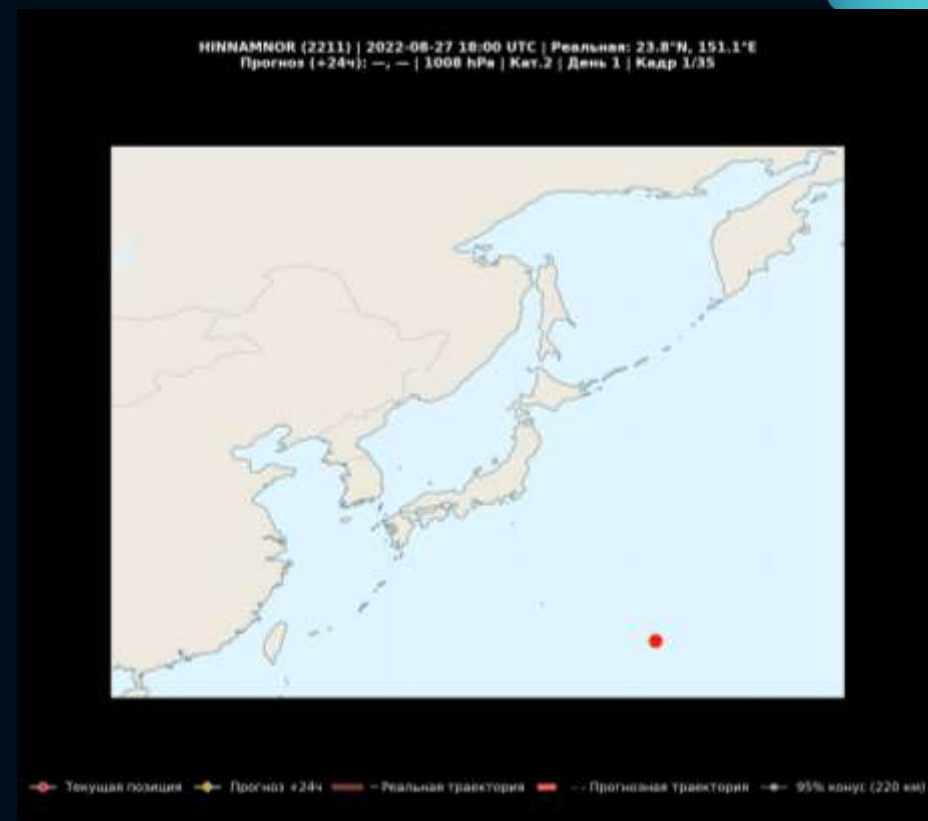 HINNAMNOR (2211) | 2022-08-27 18:00 UTC | Реальная: 23.8°N, 151.1°E
Прогноз (+24ч): —, — | 1008 hPa | Кат.2 | День 1 | Кадр 1/35
Текущая позиция Прогноз +24ч — Реальная траектория -- Прогнозная траектория 95% конус (220 км)